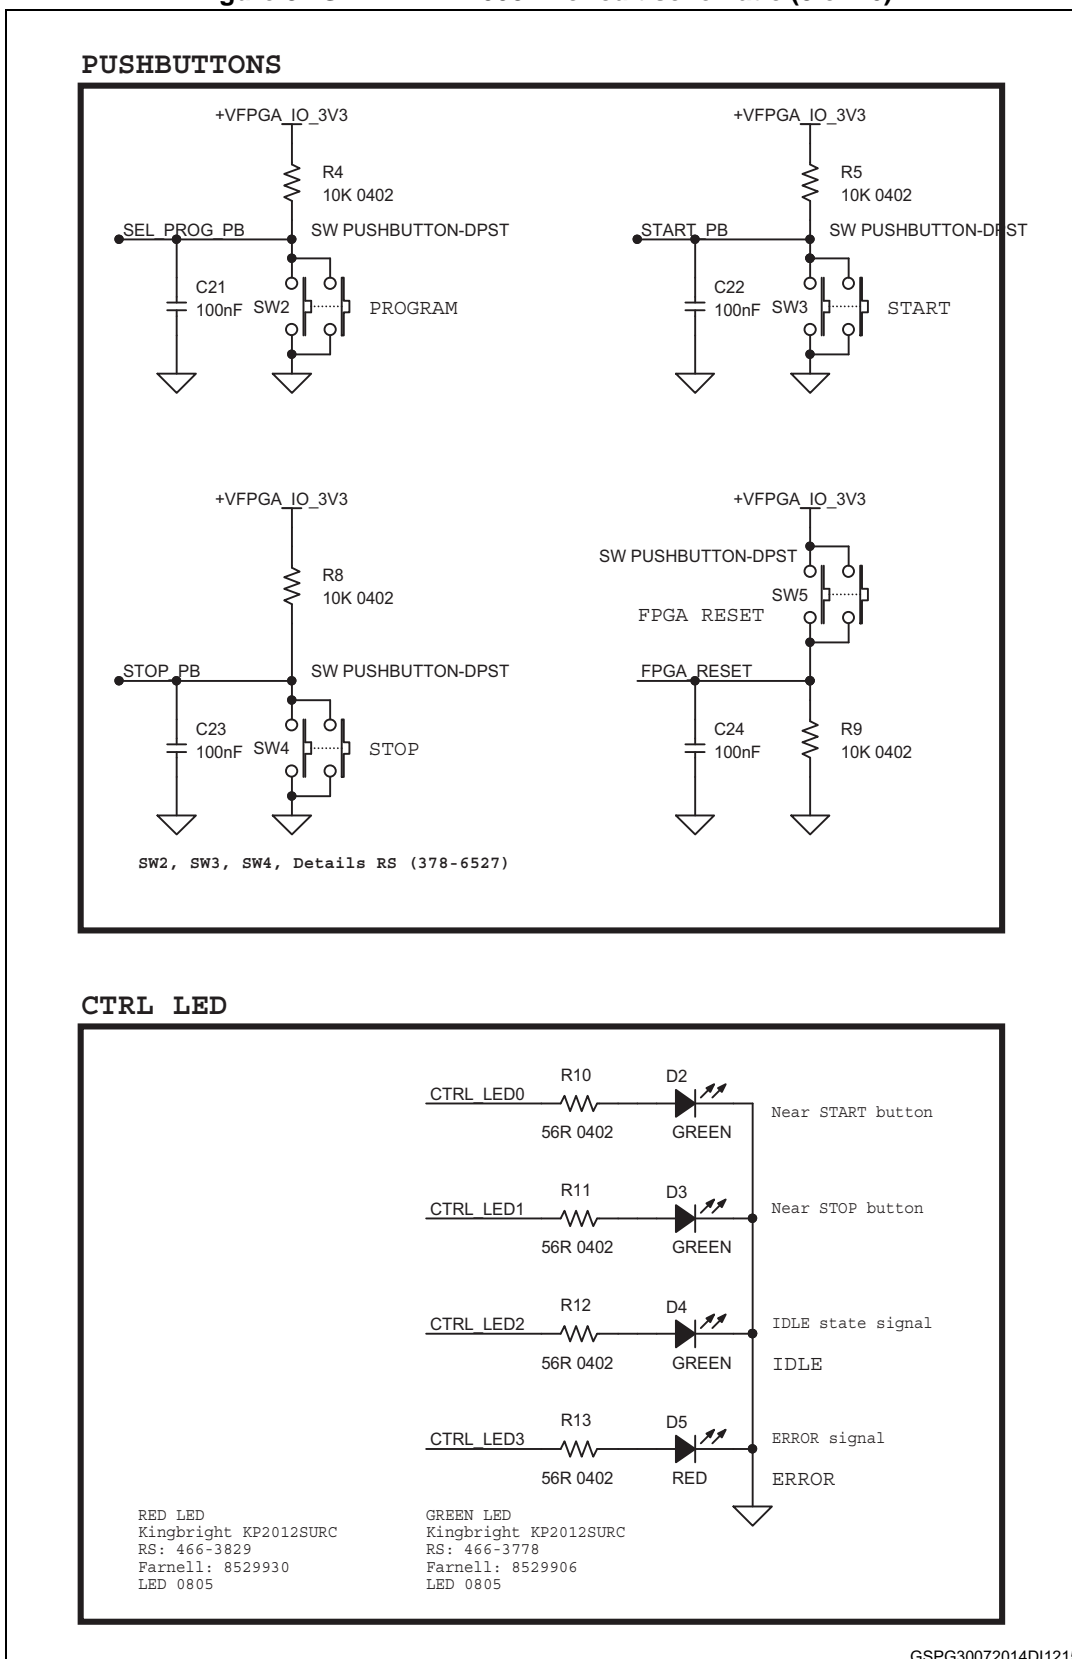 PUSHBUTTONS
+VFPGA_IO_3V3
R4
10K 0402
SEL_PROG_PB
SW PUSHBUTTON-DPST
C21
100nF
SW2
PROGRAM
+VFPGA_IO_3V3
R5
10K 0402
START_PB
SW PUSHBUTTON-DPST
C22
100nF
SW3
START
+VFPGA_IO_3V3
R8
10K 0402
STOP_PB
SW PUSHBUTTON-DPST
C23
100nF
SW4
STOP
+VFPGA_IO_3V3
SW PUSHBUTTON-DPST
SW5
FPGA RESET
FPGA_RESET
C24
100nF
R9
10K 0402
SW2, SW3, SW4, Details RS (378-6527)
CTRL LED
CTRL_LED0
R10
56R 0402
D2
GREEN
Near START button
CTRL_LED1
R11
56R 0402
D3
GREEN
Near STOP button
CTRL_LED2
R12
56R 0402
D4
GREEN
IDLE state signal
IDLE
CTRL_LED3
R13
56R 0402
D5
RED
ERROR signal
ERROR
RED LED
Kingbright KP2012SURC
RS: 466-3829
Farnell: 8529930
LED 0805
GREEN LED
Kingbright KP2012SURC
RS: 466-3778
Farnell: 8529906
LED 0805